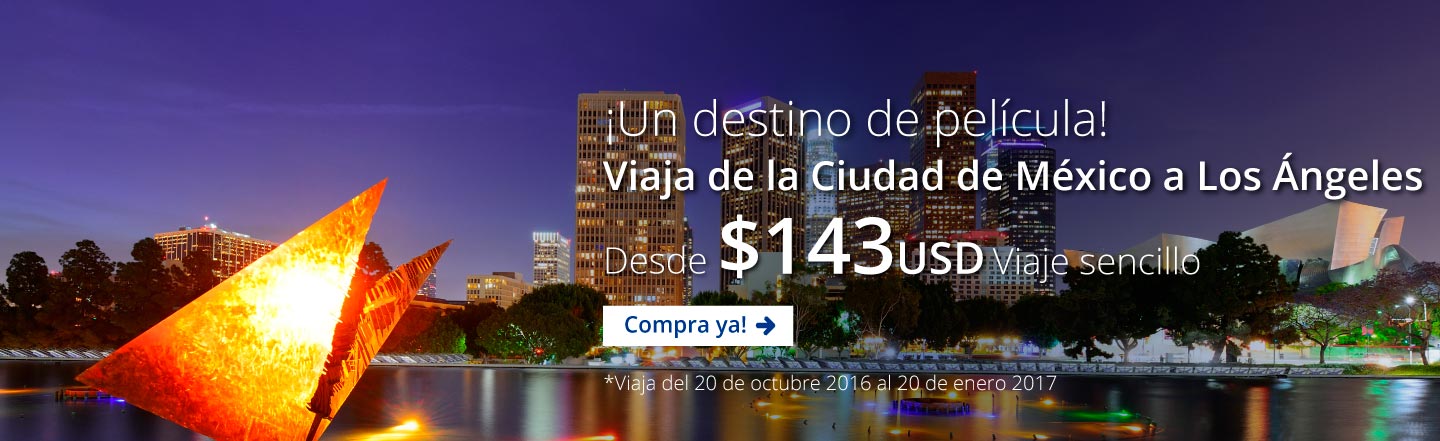 ¡Un destino de película!
Viaja de la Ciudad de México a Los Ángeles
Desde $143USD Viaje sencillo
Compra ya!
*Viaja del 20 de octubre 2016 al 20 de enero 2017